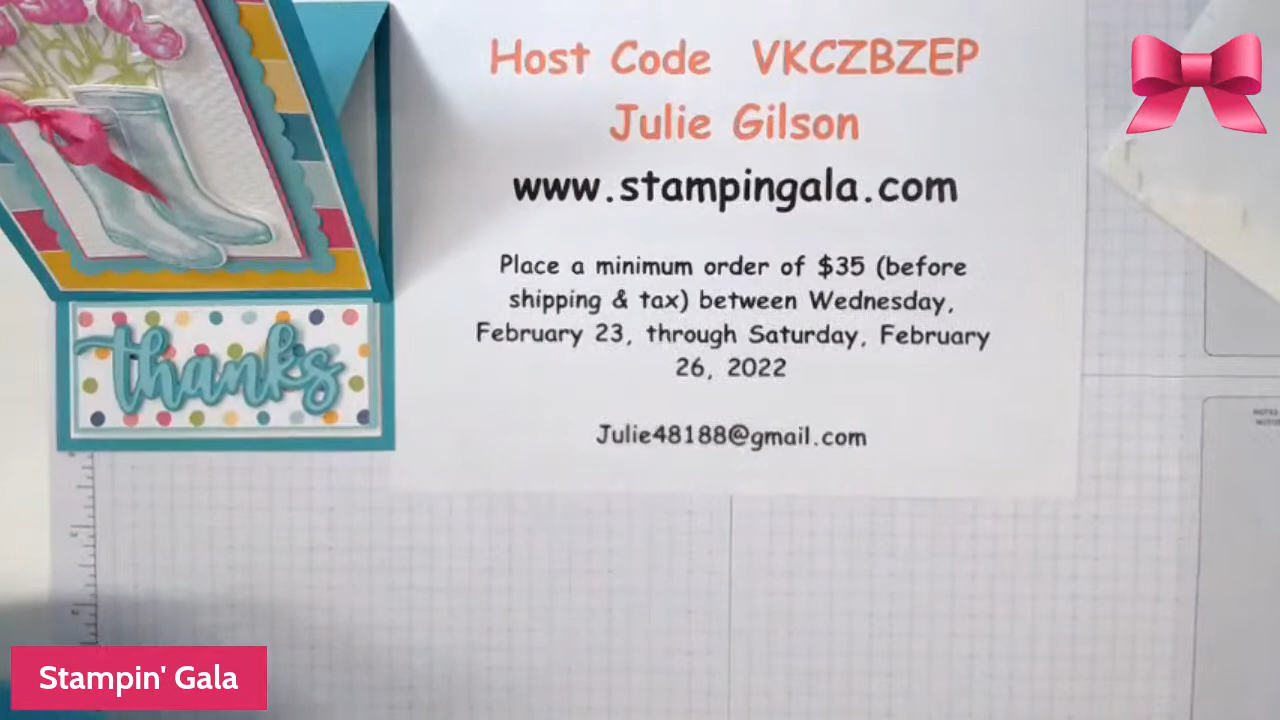 Host Code VKCZBZEP
Julie Gilson
www.stampingala.com
Place a minimum order of $35 (before
shipping & tax) between Wednesday,
February 23, through Saturday, February
26, 2022
Julie48188@gmail.com
thanks
Stampin' Gala